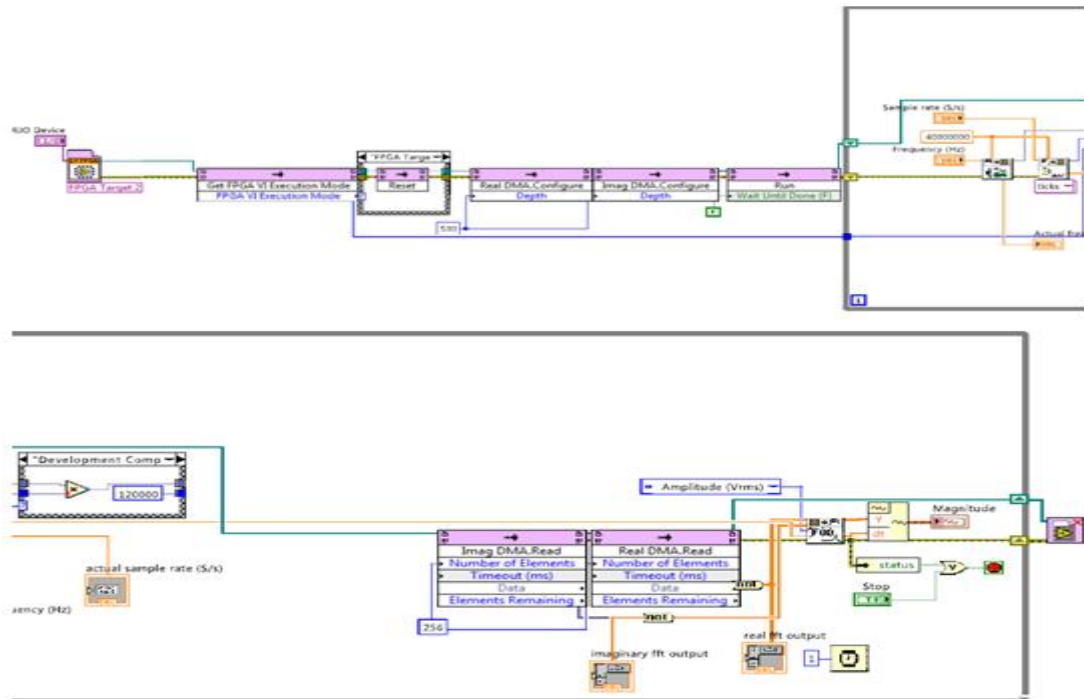 RIO Device
FPGA Target 2
Get FPGA VI Execution Mode
FPGA VI Execution Mode
"FPGA Targe
Reset
Real DMA.Configure
Depth
Imag DMA.Configure
Depth
Run
Wait Until Done (F)
F
Sample rate (S/s)
40000000
Frequency (Hz)
ticks
Actual fre
i
"Development Comp
120000
actual sample rate (S/s)
uency (Hz)
Imag DMA.Read
Number of Elements
Timeout (ms)
Data
Elements Remaining
Real DMA.Read
Number of Elements
Timeout (ms)
Data
Elements Remaining
256
imaginary fft output
real fft output
Amplitude (Vrms)
Y
dt
Magnitude
status
Stop
TF